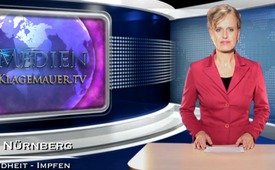 MEDIEN
KLAGEMAUER.TV
NÜRNBERG
DHEIT - IMPFEN